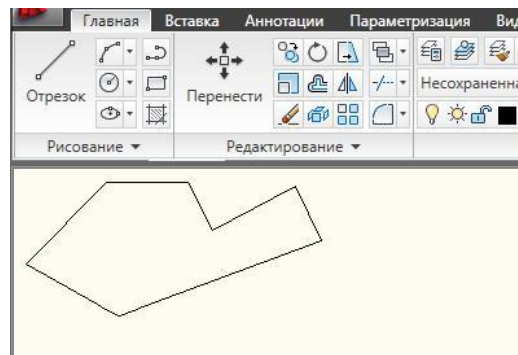 Главная Вставка Аннотации Параметризация
Отрезок
Перенести
Несохраненна
Рисование
Редактирование